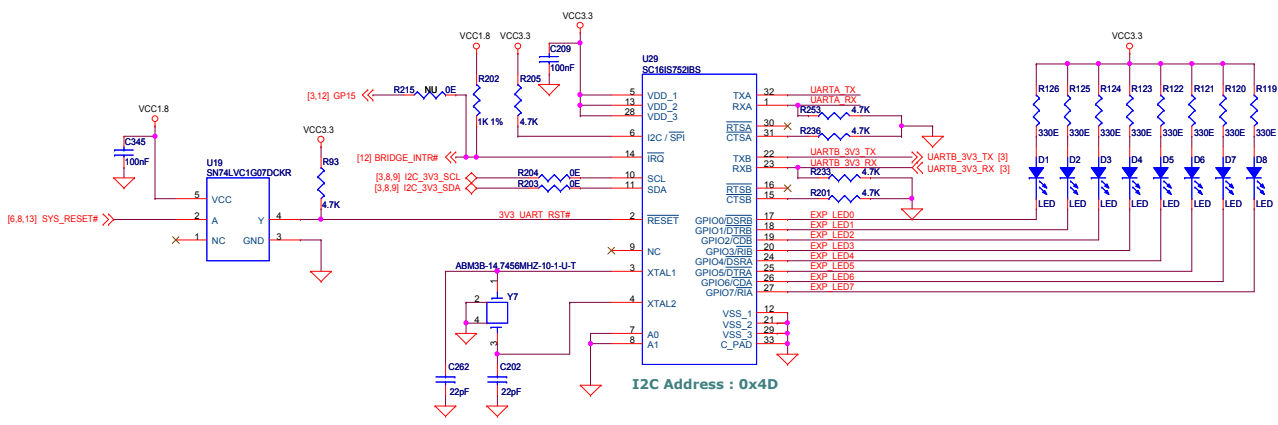 VCC3.3
VCC1.8 VCC3.3
C209
100nF
U29
SC16IS752IBS
VCC3.3
[3,12] GP15
R215 NU 0E
R202
1K 1%
R205
4.7K
5 VDD_1
13 VDD_2
28 VDD_3
6 I2C / SPI
[12] BRIDGE_INTR#
14 IRQ
[3,8,9] I2C_3V3_SCL R204 0E 10 SCL
[3,8,9] I2C_3V3_SDA R203 0E 11 SDA
VCC1.8
C345
100nF
U19
SN74LVC1G07DCKR
VCC3.3
R93
4.7K
5 VCC
[6,8,13] SYS_RESET# 2 A Y 4
1 NC GND 3
3V3_UART_RST# 2 RESET
9 NC
ABM3B-14.7456MHZ-10-1-U-T
3 XTAL1
1
2
4
3
Y7
4 XTAL2
C262
22pF
C202
22pF
7 A0
8 A1
TXA 32 UARTA_TX
RXA 1 UARTA_RX
R253 4.7K
RTSA 30
CTSA 31
R236 4.7K
TXB 22 UARTB_3V3_TX UARTB_3V3_TX [3]
RXB 23 UARTB_3V3_RX UARTB_3V3_RX [3]
R233 4.7K
RTSB 16
CTSB 15
R201 4.7K
GPIO0/DSRB 17 EXP_LED0
GPIO1/DTRB 18 EXP_LED1
GPIO2/CDB 19 EXP_LED2
GPIO3/RIB 20 EXP_LED3
GPIO4/DSRA 24 EXP_LED4
GPIO5/DTRA 25 EXP_LED5
GPIO6/CDA 26 EXP_LED6
GPIO7/RIA 27 EXP_LED7
VSS_1 12
VSS_2 21
VSS_3 29
C_PAD 33
R126 R125 R124 R123 R122 R121 R120 R119
330E 330E 330E 330E 330E 330E 330E 330E
D1 D2 D3 D4 D5 D6 D7 D8
LED LED LED LED LED LED LED LED
I2C Address : 0x4D